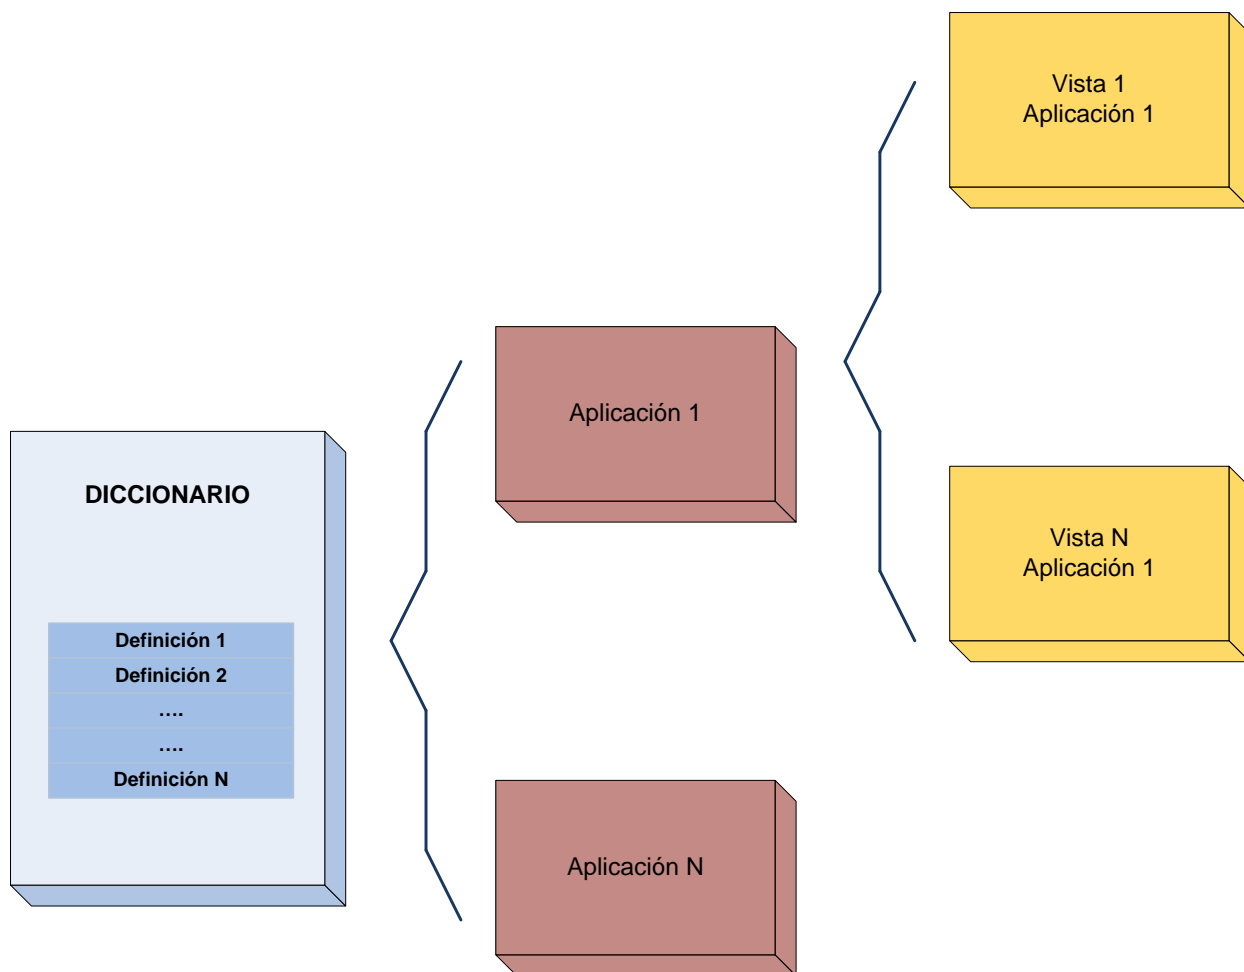 DICCIONARIO
Definición 1
Definición 2
....
....
Definición N
Aplicación 1
Aplicación N
Vista 1
Aplicación 1
Vista N
Aplicación 1